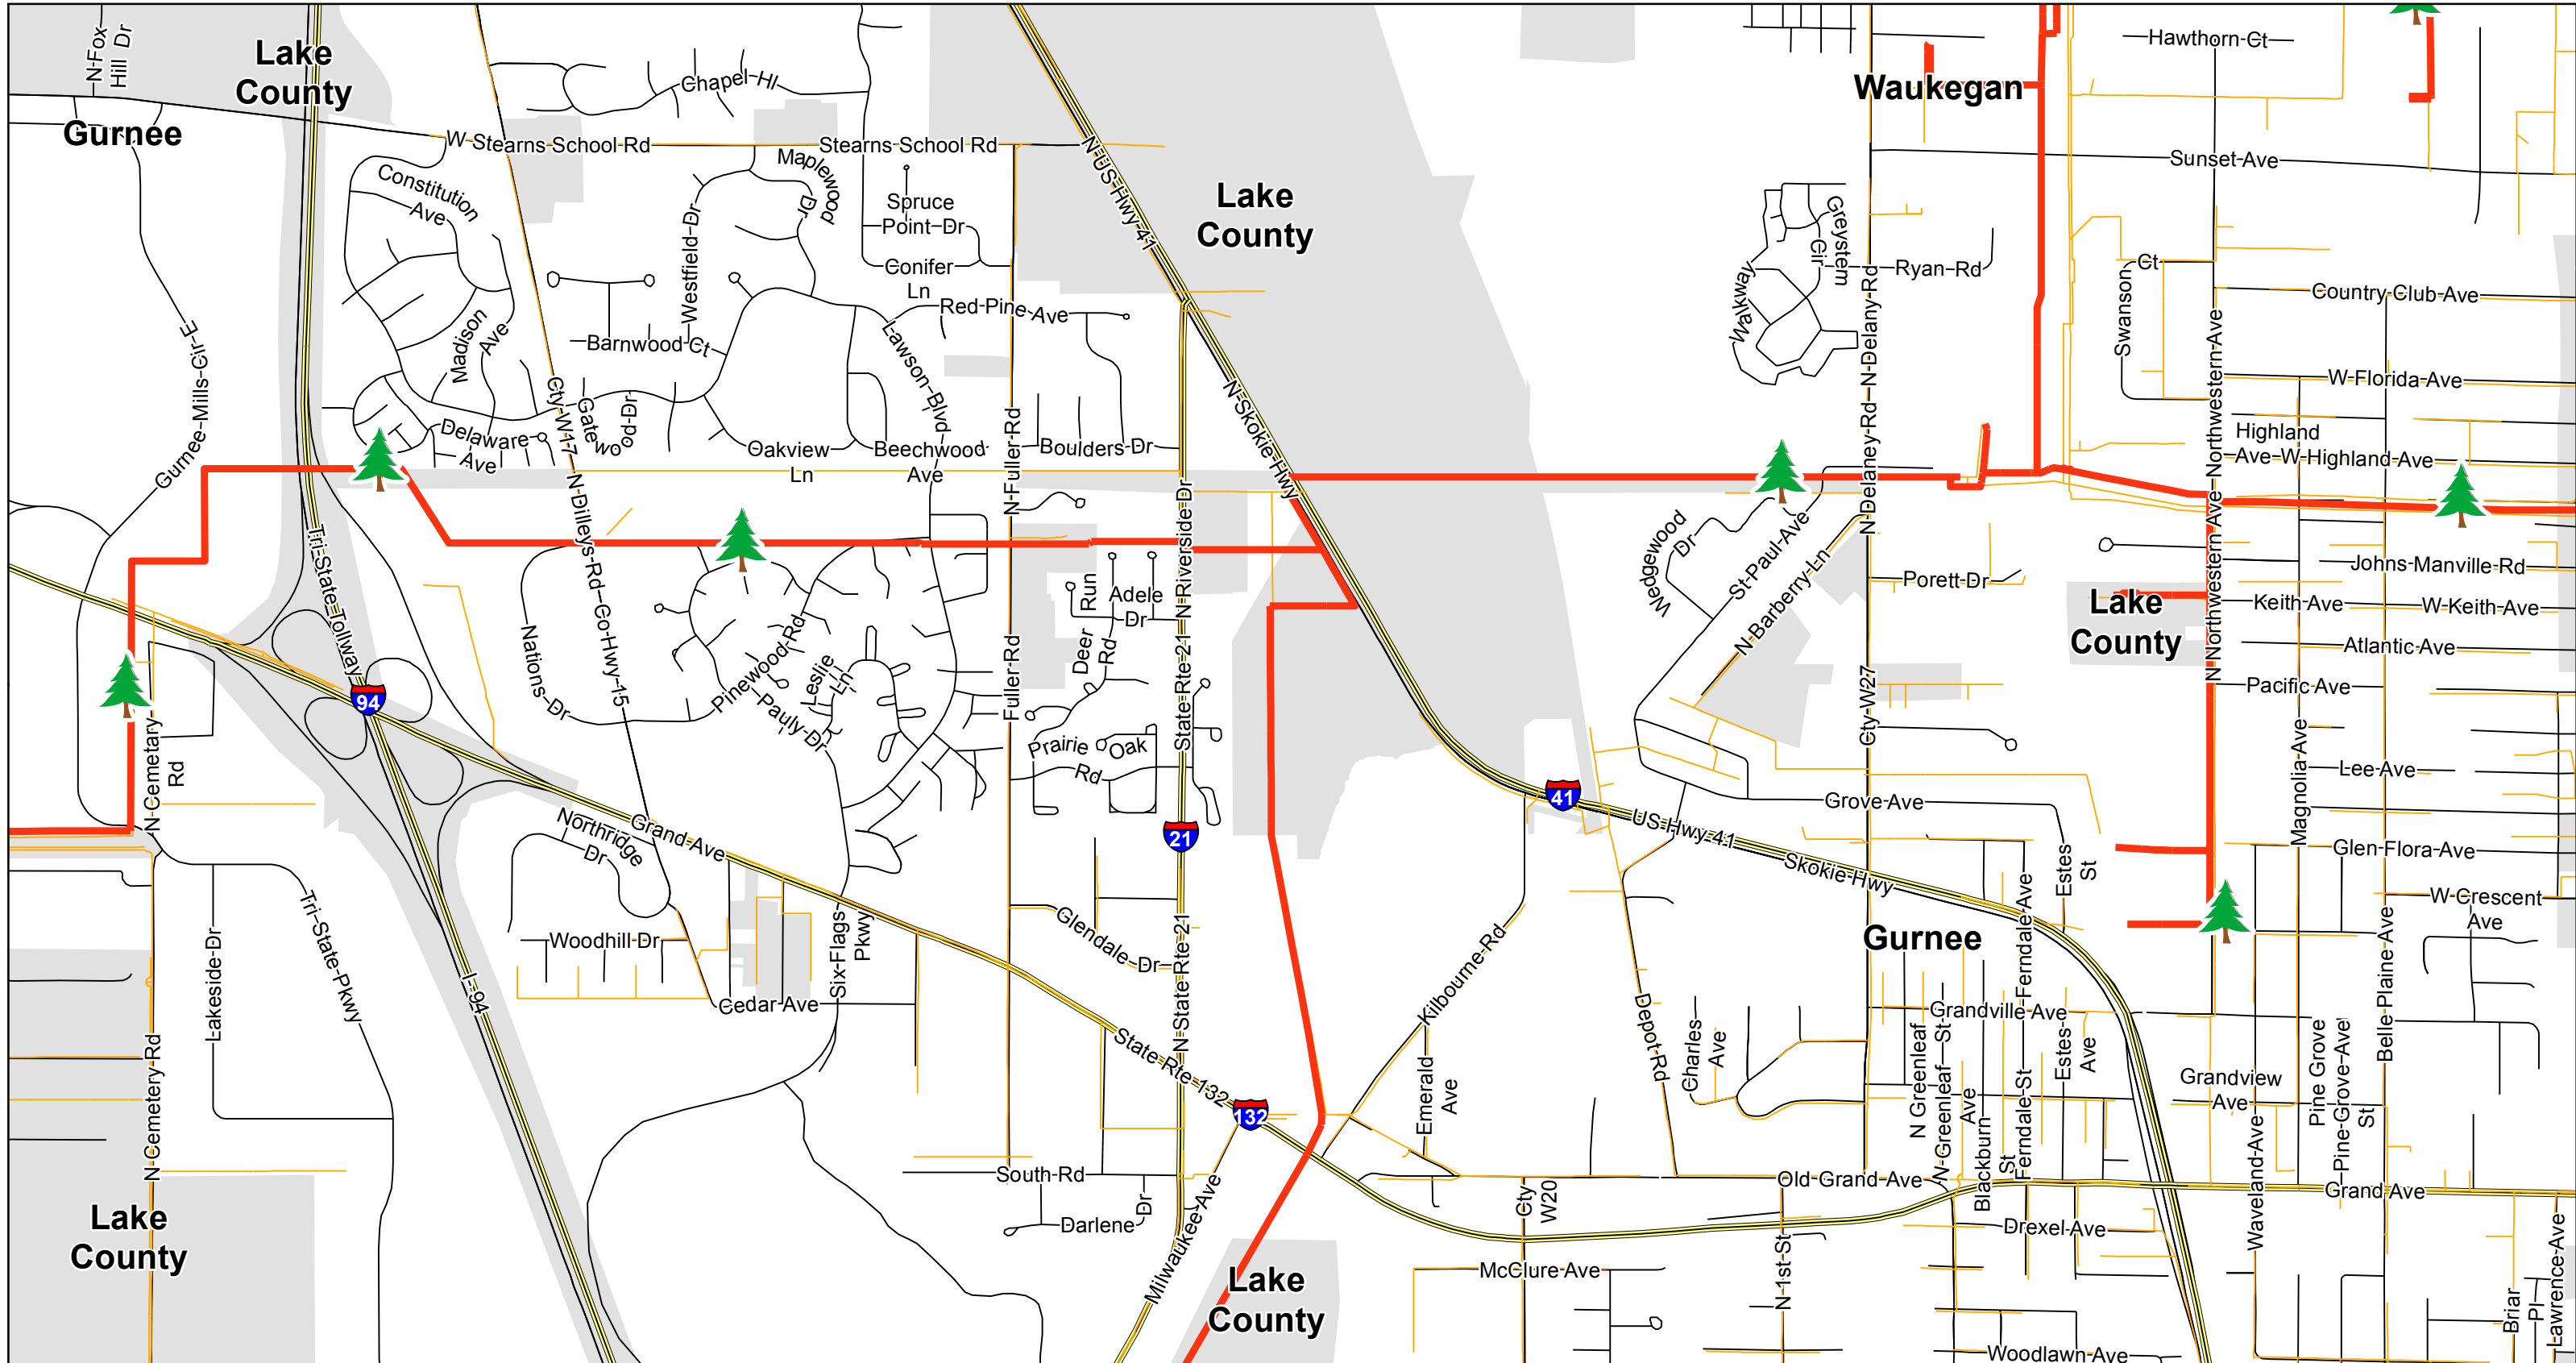 N-Fox
Hill Dr
Lake
County
Gurnee
Chapel-Hl
W-Stearns-School-Rd
Stearns-School-Rd
Maplewood
Dr
Constitution
Ave
Spruce
Point-Dr
Westfield-Dr
Conifer
Ln
Red-Pine-Ave
N-US-Hwy-41
Lake
County
Waukegan
Hawthorn-Ct
Sunset-Ave
Greystem
Cir
Walkway
Ryan-Rd
N-Delany-Rd
N-Delaney-Rd
Swanson
Ct
Country-Club-Ave
W-Florida-Ave
Highland
Ave-W-Highland-Ave
N-Northwestern-Ave
N-Northwestern-Ave
Gurnee-Mills-Cir-E
Madison
Ave
Barnwood-Ct
Lawson-Blvd
Cty-W-17
Gatewo
od-Dr
Delaware
Ave
Oakview
Ln
Beechwood
Ave
Boulders-Dr
N-Fuller-Rd
N-Skokie-Hwy
Tri-State-Tollway
N-Dilleys-Rd
Co-Hwy-15
N-Riverside-Dr
Run
Deer
Rd
Adele
Dr
Wedgewood
Dr
St-Paul-Ave
N-Barberry-Ln
Porett-Dr
Lake
County
Johns-Manville-Rd
Keith-Ave
W-Keith-Ave
Atlantic-Ave
Pacific-Ave
Nations-Dr
Pinewood-Rd
Leslie
Ln
Pauly-Dr
Fuller-Rd
State-Rte-21
Cty-W27
94
N-Cemetary
Rd
Prairie
Oak
Rd
41
US-Hwy-41
Skokie-Hwy
Grove-Ave
Magnolia-Ave
Lee-Ave
Glen-Flora-Ave
W-Crescent
Ave
Northridge
Dr
Grand-Ave
21
Estes
St
Tri-State-Pkwy
Lakeside-Dr
I-94
Woodhill-Dr
Cedar-Ave
Six-Flags
Pkwy
Glendale-Dr
N-State-Rte-21
Kilbourne-Rd
Gurnee
Ferndale-Ave
Belle-Plaine-Ave
State-Rte-132
132
Emerald
Ave
Depot-Rd
Charles
Ave
Grandville-Ave
N Greenleaf
N-Greenleaf-St
Ave
Blackburn
St
Ferndale-St
Estes
Ave
Grandview
Ave
Waveland-Ave
Pine Grove
Pine-Grove-Ave
St
N-Cemetery-Rd
South-Rd
Darlene
Dr
Milwaukee-Ave
Cty
W20
Old-Grand-Ave
Grand-Ave
Lake
County
Lake
County
McClure-Ave
N-1st-St
Drexel-Ave
Woodlawn-Ave
Briar
Pl
Lawrence-Ave